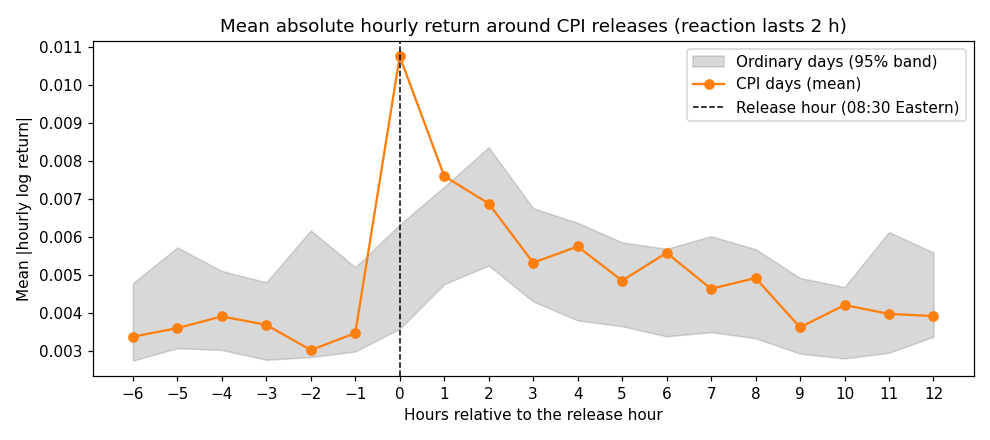 Mean absolute hourly return around CPI releases (reaction lasts 2 h)
Mean |hourly log return|
0.011
0.010
0.009
0.008
0.007
0.006
0.005
0.004
0.003
Ordinary days (95% band)
CPI days (mean)
Release hour (08:30 Eastern)
−6 −5 −4 −3 −2 −1 0 1 2 3 4 5 6 7 8 9 10 11 12
Hours relative to the release hour